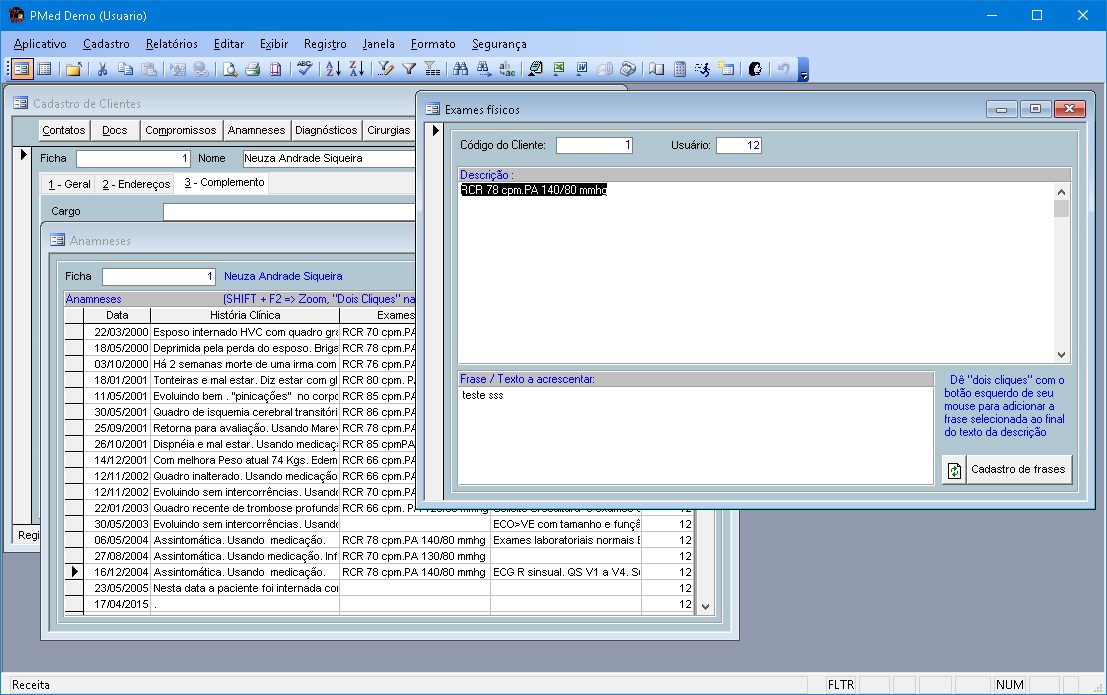 PMed Demo (Usuario)
Aplicativo Cadastro Relatórios Editar Exibir Registro Janela Formato Segurança
Cadastro de Clientes
Contatos Docs Compromissos Anamneses Diagnósticos Cirurgias
Ficha 1 Nome Neuza Andrade Siqueira
1 - Geral 2 - Endereços 3 - Complemento
Cargo
Anamneses
Ficha 1 Neuza Andrade Siqueira
Anamneses (SHIFT + F2 => Zoom, "Dois Cliques" na
Data História Clínica Exames
22/03/2000 Esposo internado HVC com quadro gra RCR 70 cpm.PA
18/05/2000 Deprimida pela perda do esposo. Briga RCR 78 cpm.PA
03/10/2000 Há 2 semanas morte de uma irma com RCR 76 cpm.PA
18/01/2001 Tonteiras e mal estar. Diz estar com gl RCR 80 cpm. P
11/05/2001 Evoluindo bem . "pinicações" no corpo RCR 85 cpm.PA
30/05/2001 Quadro de isquemia cerebral transitóri RCR 86 cpm.PA
25/09/2001 Retorna para avaliação. Usando Marev RCR 78 cpm.PA
26/10/2001 Dispnéia e mal estar. Usando medicaç RCR 85 cpmPA
14/12/2001 Com melhora Peso atual 74 Kgs. Edem RCR 66 cpm.PA
12/11/2002 Quadro inalterado. Usando medicação RCR 66 cpm.PA
12/11/2002 Evoluindo sem intercorrências. Usando RCR 70 cpm.PA
22/01/2003 Quadro recente de trombose profunda RCR 66 cpm.
30/05/2003 Evoluindo sem intercorrências. Usando ECO>VE com tamanho e funçã 12
06/05/2004 Assintomática. Usando medicação. RCR 78 cpm.PA 140/80 mmhg Exames laboratoriais normais E 12
27/08/2004 Assintomática. Usando medicação. Inf RCR 70 cpm.PA 130/80 mmhg 12
16/12/2004 Assintomática. Usando medicação. RCR 78 cpm.PA 140/80 mmhg ECG R sinsual. QS V1 a V4. Su 12
23/05/2005 Nesta data a paciente foi internada con 12
17/04/2015 . 12
Regi
Exames físicos
Código do Cliente: 1 Usuário: 12
Descrição :
RCR 78 cpm.PA 140/80 mmhg
Frase / Texto a acrescentar:
teste sss
Dê "dois cliques" com o
botão esquerdo de seu
mouse para adicionar a
frase selecionada ao final
do texto da descrição
Cadastro de frases
Receita FLTR NUM